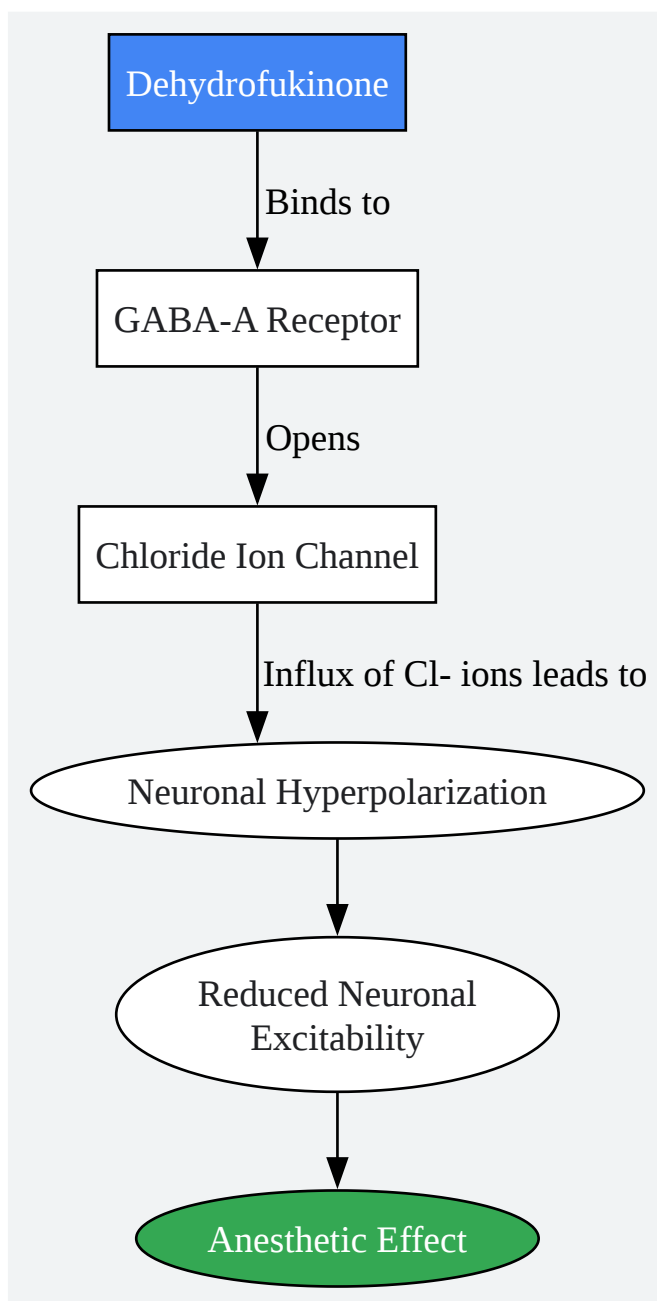 Dehydrofukinone
Binds to
GABA-A Receptor
Opens
Chloride Ion Channel
Influx of Cl- ions leads to
Neuronal Hyperpolarization
Reduced Neuronal
Excitability
Anesthetic Effect